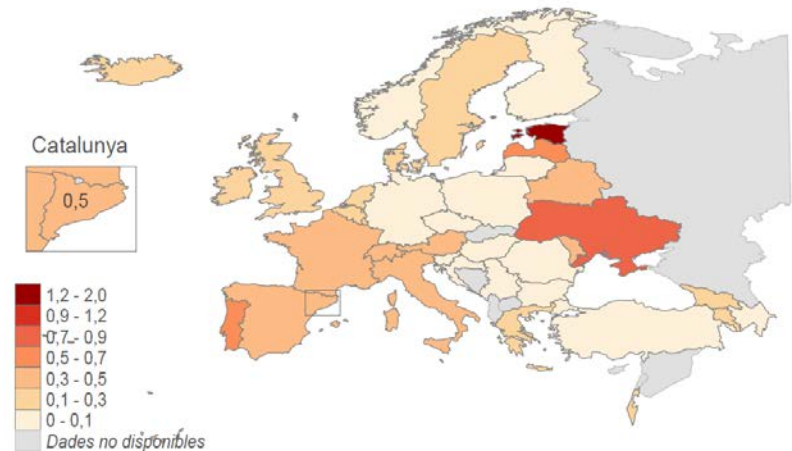 Catalunya
0,5
1,2 - 2,0
0,9 - 1,2
0,7 - 0,9
0,5 - 0,7
0,3 - 0,5
0,1 - 0,3
0 - 0,1
Dades no disponibles